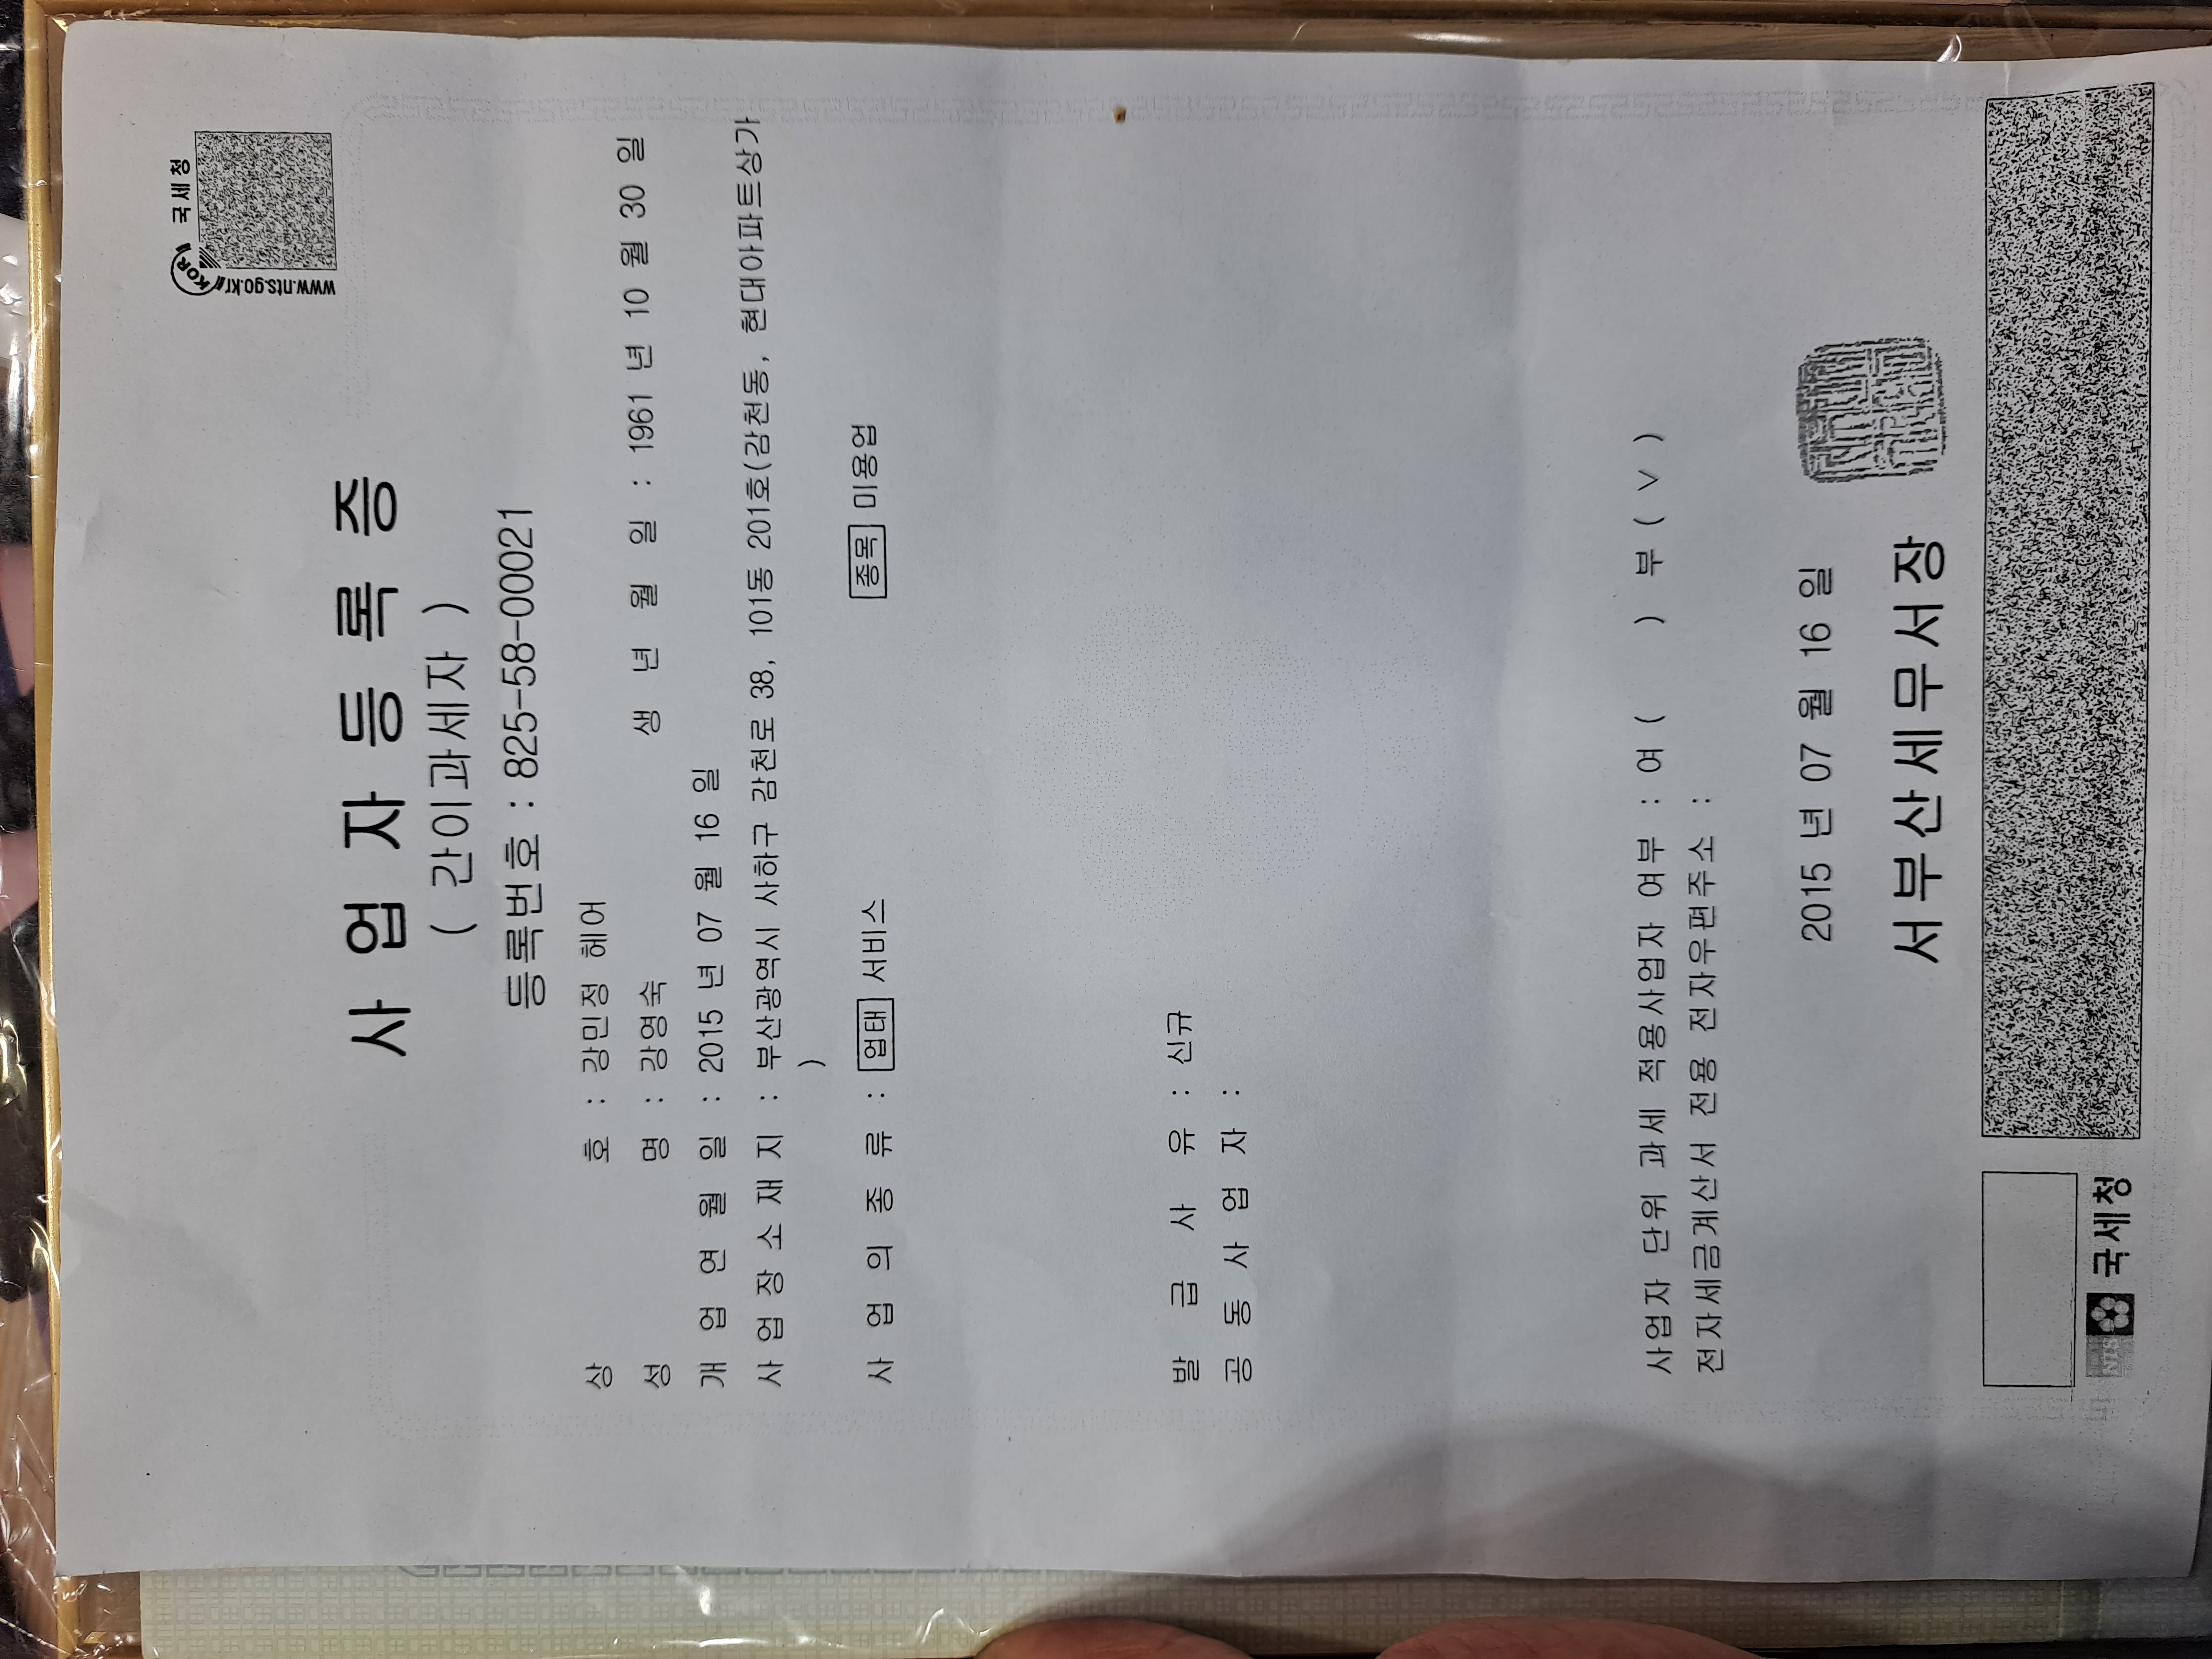 국세청
KOR
www.nts.go.kr
사 업 자 등 록 증
( 간이과세자 )
등록번호 : 825-58-00021
상 호 : 강민정 헤어
성 명 : 강영숙 생 년 월 일 : 1961 년 10 월 30 일
개 업 연 월 일 : 2015 년 07 월 16 일
사 업 장 소 재 지 : 부산광역시 사하구 감천로 38, 101동 201호(감천동, 현대아파트상가
)
사 업 의 종 류 : 업태 서비스 종목 미용업
발 급 사 유 : 신규
공 동 사 업 자 :
사업자 단위 과세 적용사업자 여부 : 여 ( ) 부 ( ∨ )
전자세금계산서 전용 전자우편주소 :
2015 년 07 월 16 일
서부산세무서장
NTS 국세청